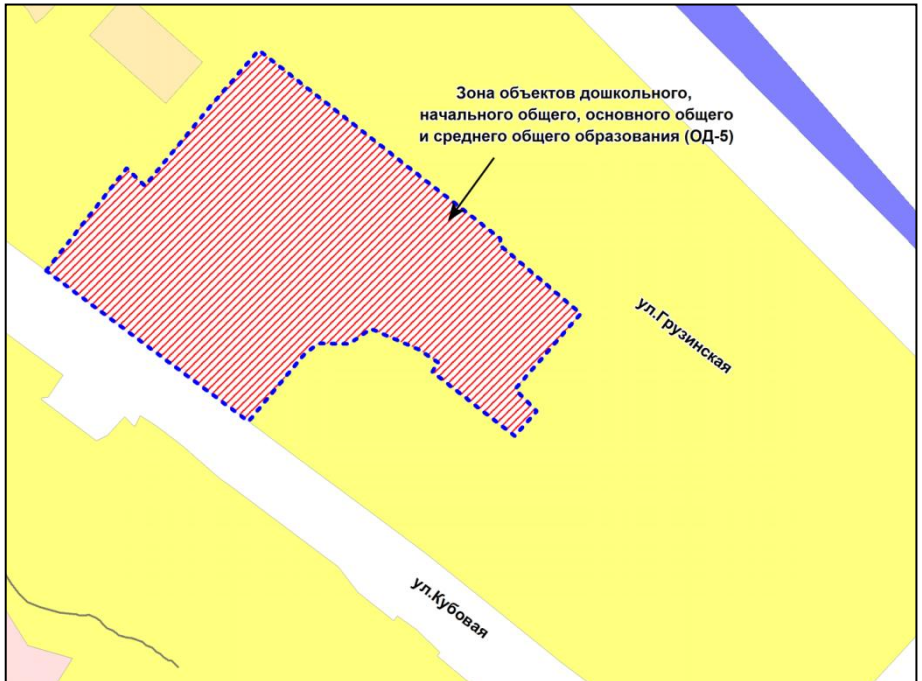 Зона объектов дошкольного,
начального общего, основного общего
и среднего общего образования (ОД-5)
ул.Грузинская
ул.Кубовая